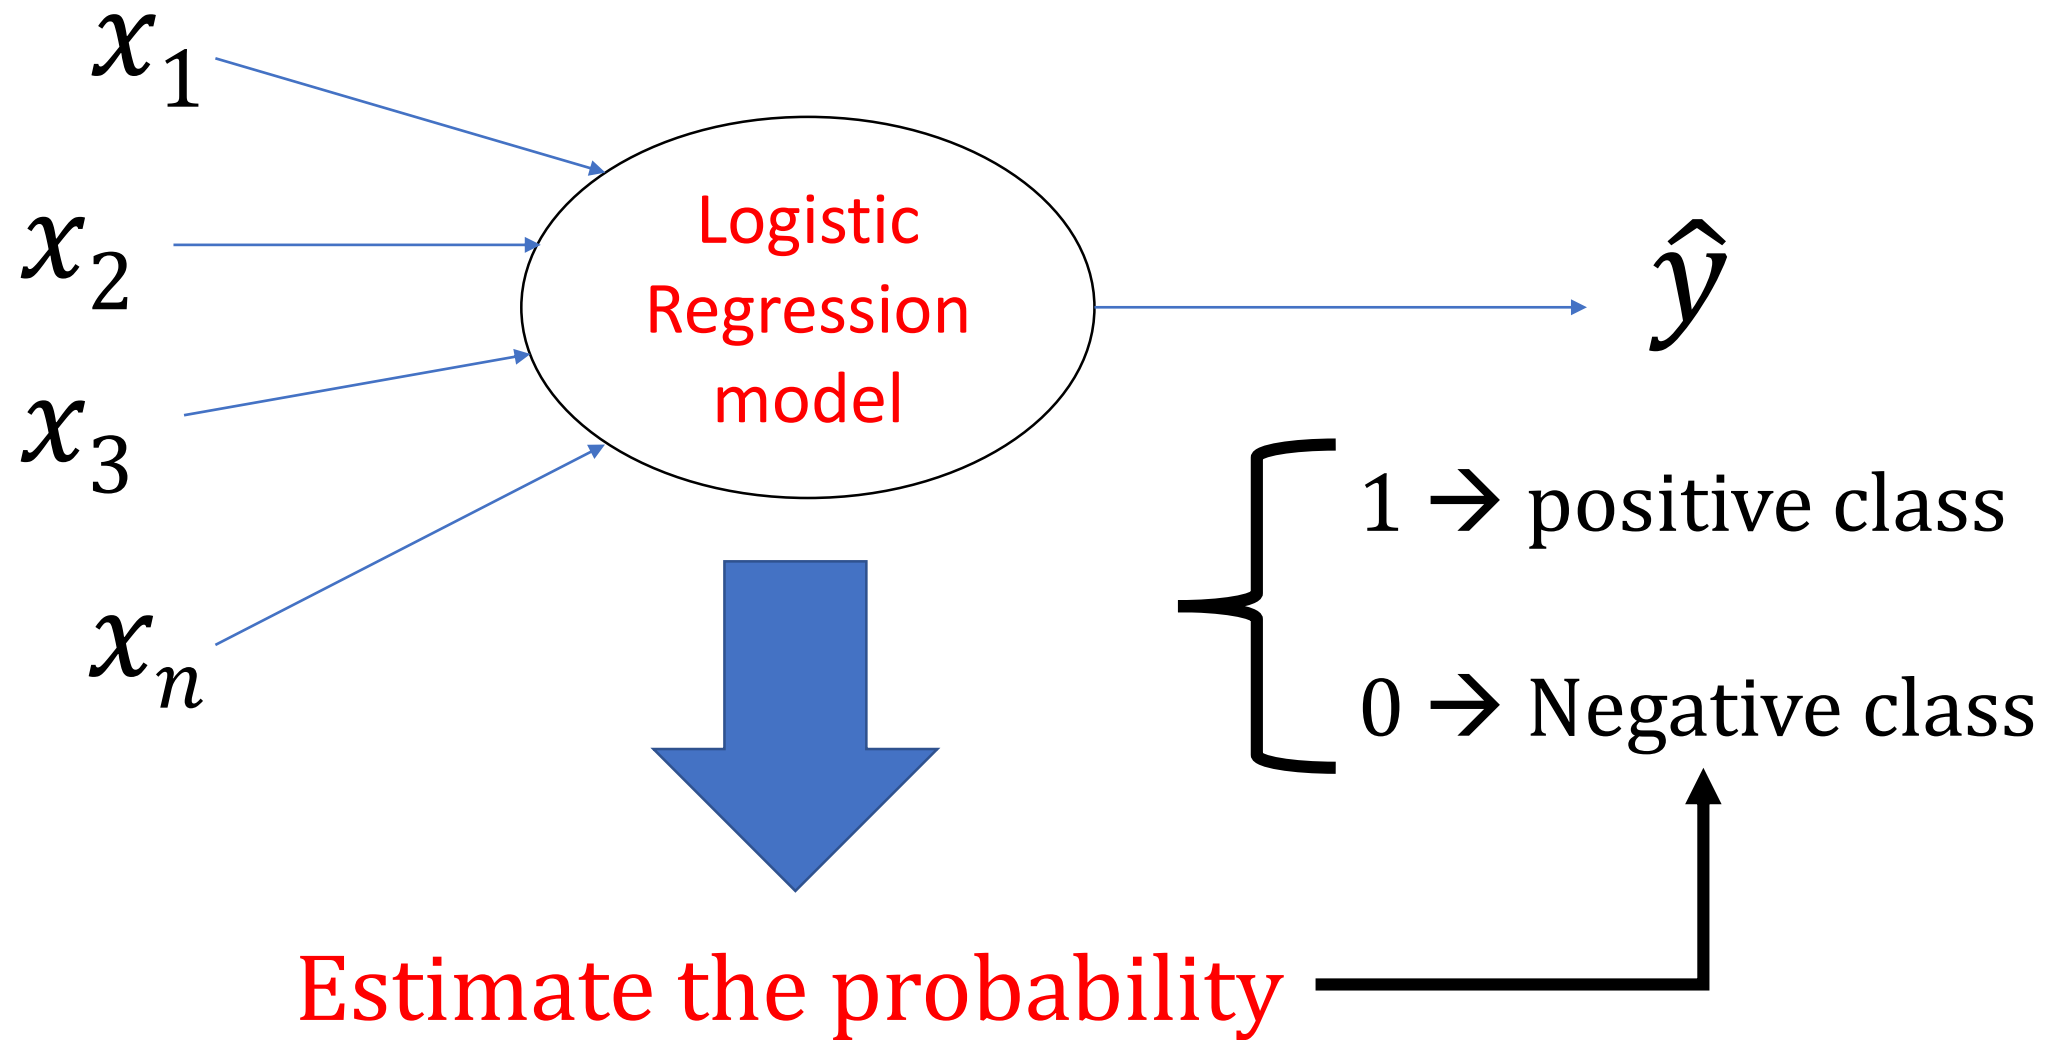 x₁
x₂
x₃
xₙ
Logistic
Regression
model
ŷ
1 → positive class
0 → Negative class
Estimate the probability